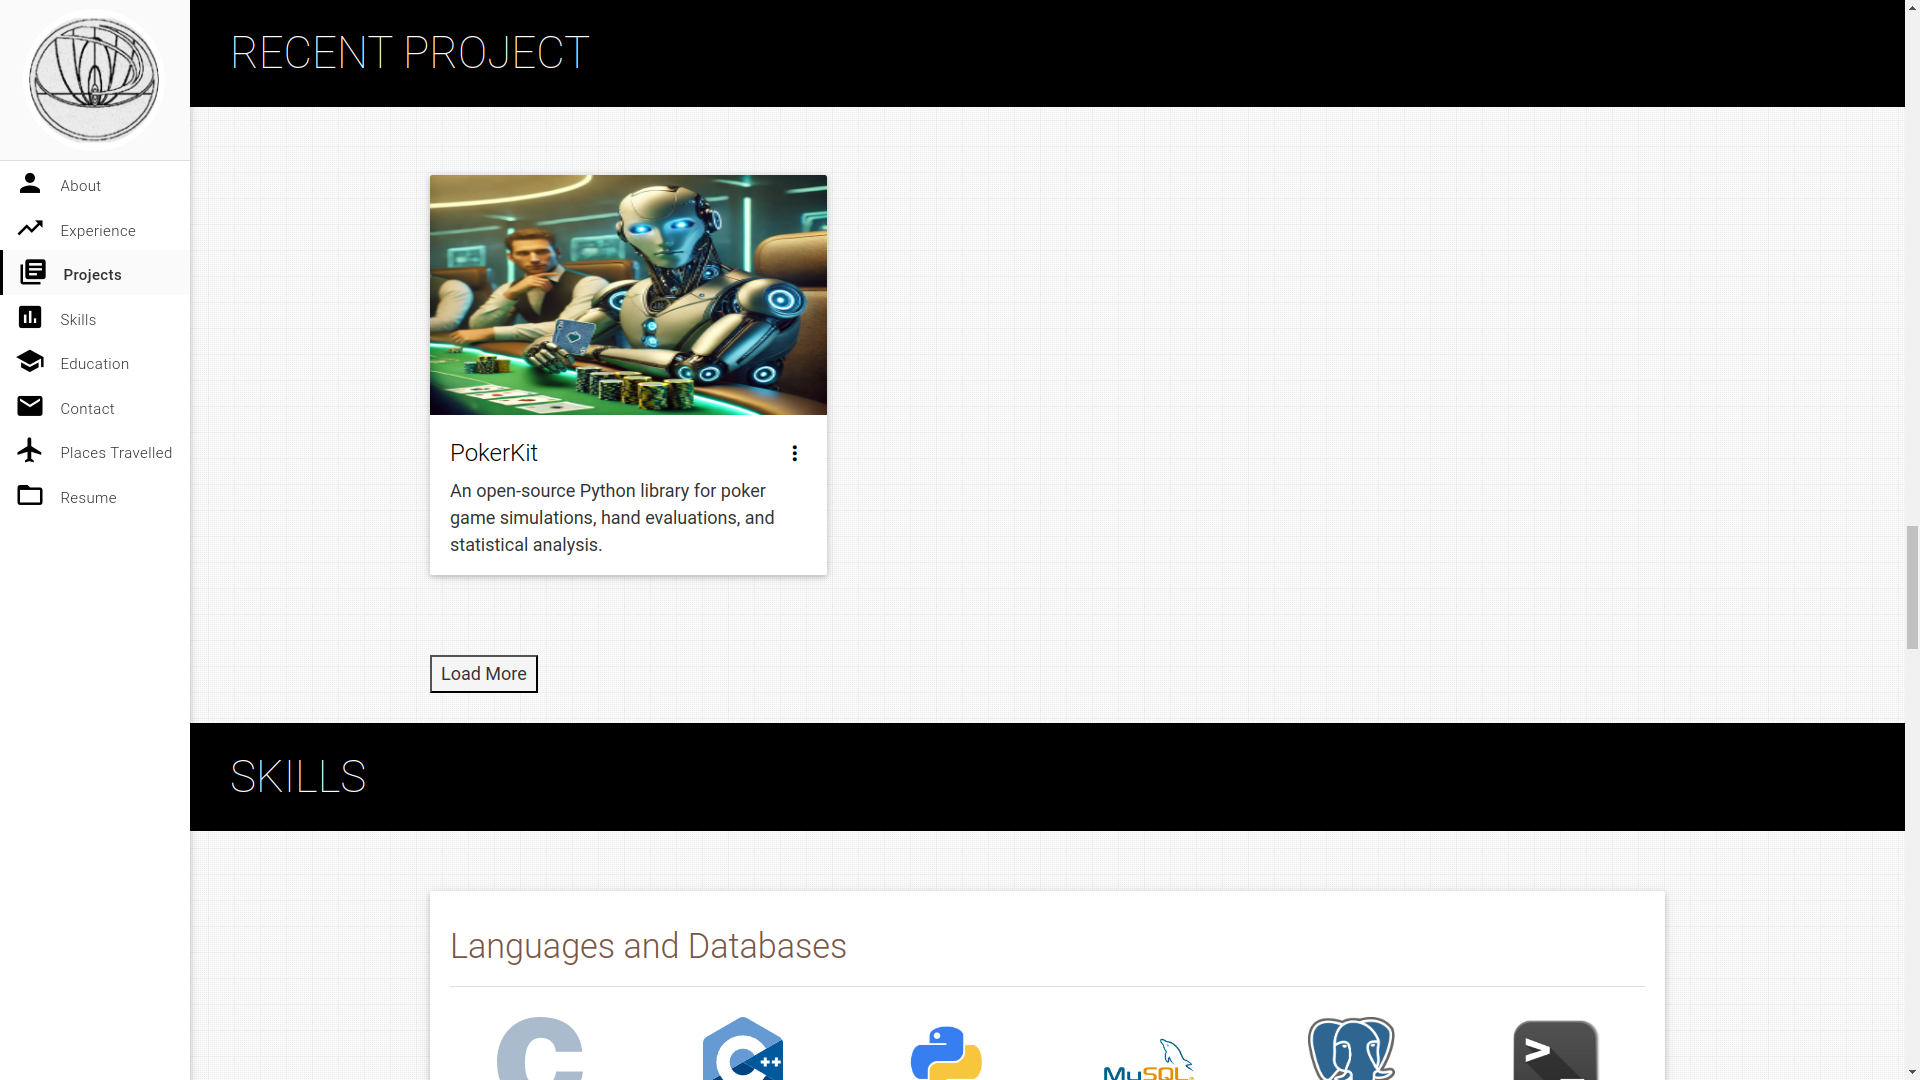 RECENT PROJECT
About
Experience
Projects
Skills
Education
Contact
Places Travelled
Resume
PokerKit
An open-source Python library for poker
game simulations, hand evaluations, and
statistical analysis.
Load More
SKILLS
Languages and Databases
C
C++
MySQL
>_